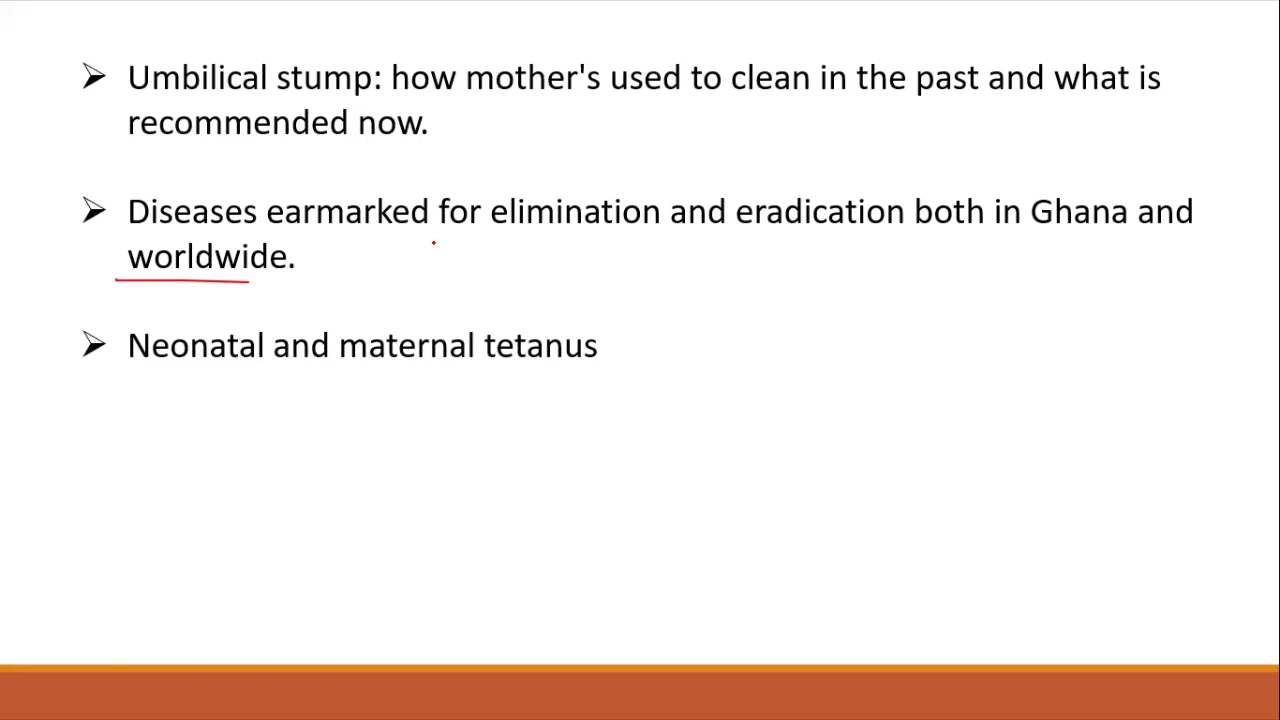 ➢ Umbilical stump: how mother's used to clean in the past and what is
recommended now.
➢ Diseases earmarked for elimination and eradication both in Ghana and
worldwide.
➢ Neonatal and maternal tetanus